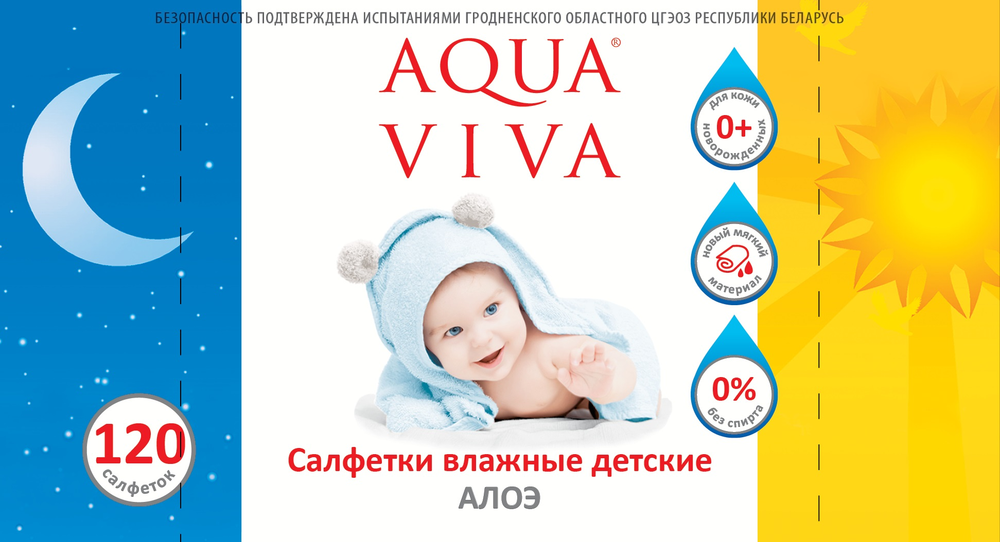 БЕЗОПАСНОСТЬ ПОДТВЕРЖДЕНА ИСПЫТАНИЯМИ ГРОДНЕНСКОГО ОБЛАСТНОГО ЦГЭОЗ РЕСПУБЛИКИ БЕЛАРУСЬ
AQUA®
VIVA
для кожи
0+
новорожденных
новый мягкий
материал
0%
без спирта
120
салфеток
Салфетки влажные детские
АЛОЭ